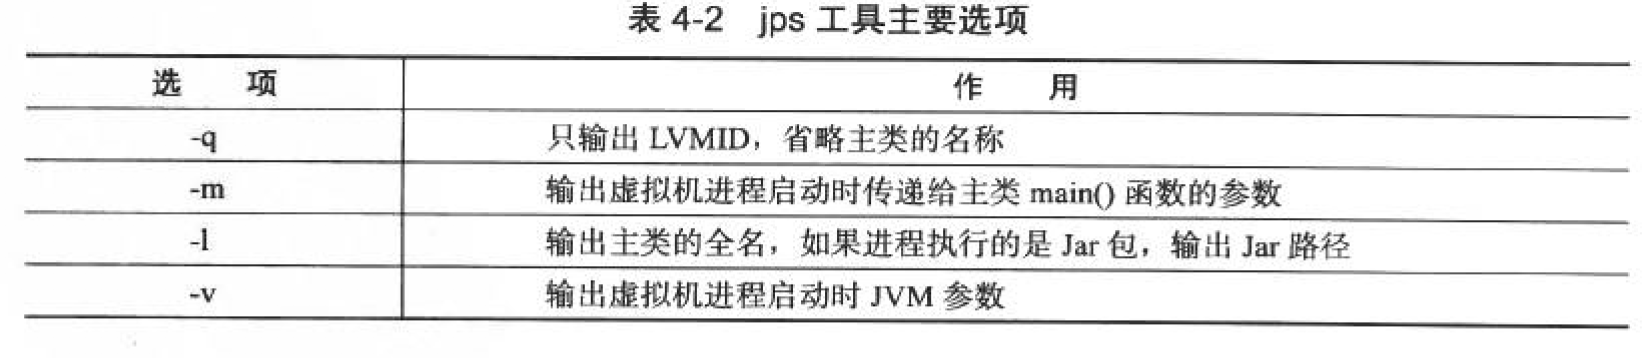 表 4-2 jps 工具主要选项
选 项 作 用
-q 只输出 LVMID，省略主类的名称
-m 输出虚拟机进程启动时传递给主类 main() 函数的参数
-l 输出主类的全名，如果进程执行的是 Jar 包，输出 Jar 路径
-v 输出虚拟机进程启动时 JVM 参数